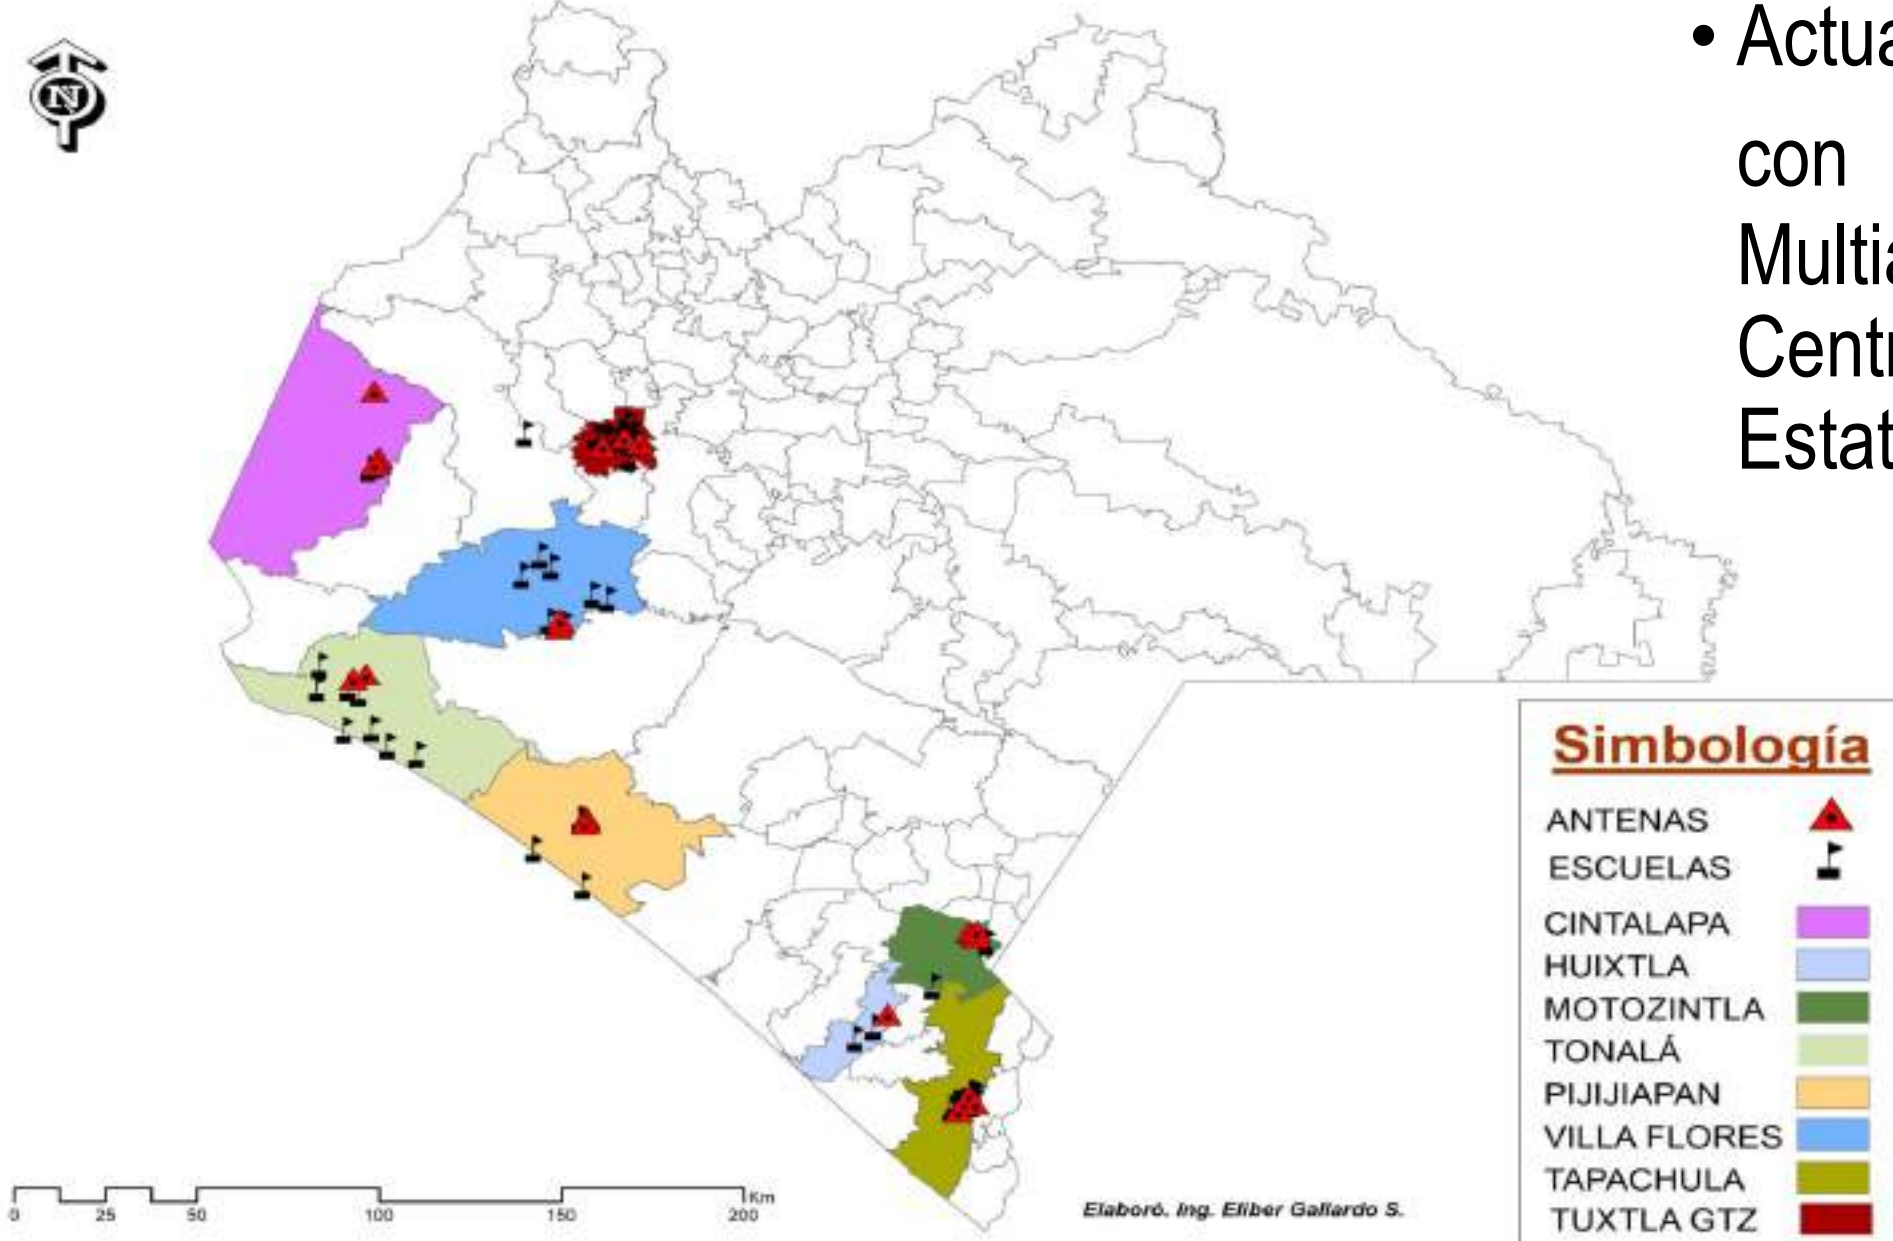 N
• Actua
con
Multia
Centr
Estat
Simbología
ANTENAS
ESCUELAS
CINTALAPA
HUIXTLA
MOTOZINTLA
TONALÁ
PIJIJIAPAN
VILLA FLORES
TAPACHULA
TUXTLA GTZ
0 25 50 100 150 200 Km
Elaboró. Ing. Eliber Gallardo S.